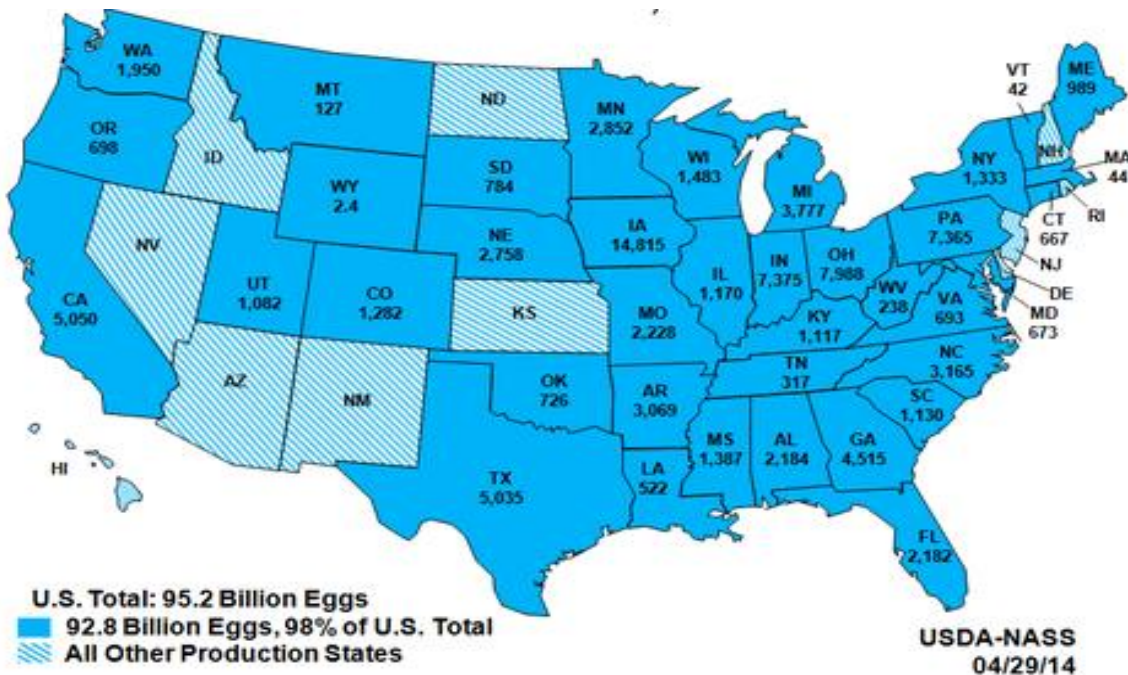 WA
1,950
MT
127
ND
MN
2,852
VT
42
ME
989
OR
698
ID
SD
784
WI
1,483
NY
1,333
NH
MA
44
WY
2.4
MI
3,777
RI
CT
667
NV
NE
2,758
IA
14,815
PA
7,365
NJ
CA
5,050
UT
1,082
CO
1,282
KS
IL
1,170
IN
7,375
OH
7,988
WV
238
VA
693
DE
MD
673
MO
2,228
KY
1,117
AZ
NM
OK
726
AR
3,069
TN
317
NC
3,165
SC
1,130
HI
TX
5,035
LA
522
MS
1,387
AL
2,184
GA
4,515
FL
2,182
U.S. Total: 95.2 Billion Eggs
92.8 Billion Eggs, 98% of U.S. Total
All Other Production States
USDA-NASS
04/29/14